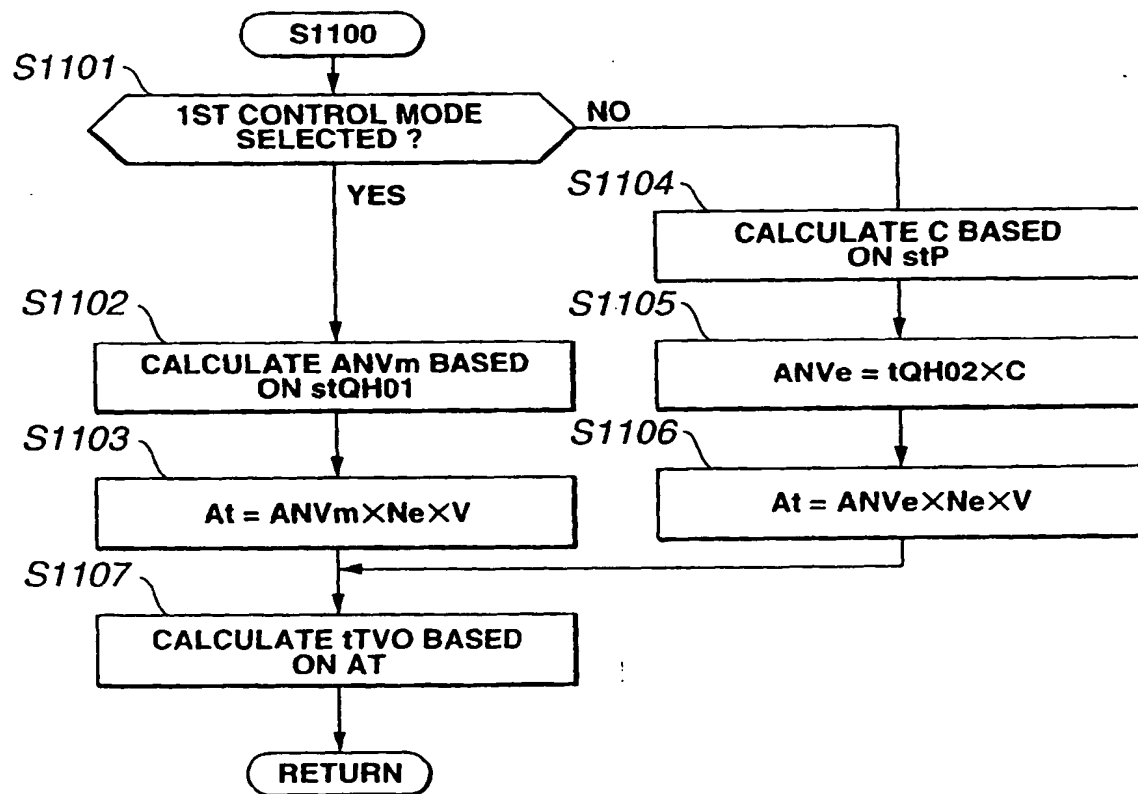 S1100
S1101
1ST CONTROL MODE
SELECTED ?
NO
YES
S1104
CALCULATE C BASED
ON stP
S1102
CALCULATE ANVm BASED
ON stQH01
S1105
ANVe = tQH02×C
S1103
At = ANVm×Ne×V
S1106
At = ANVe×Ne×V
S1107
CALCULATE tTVO BASED
ON AT
RETURN